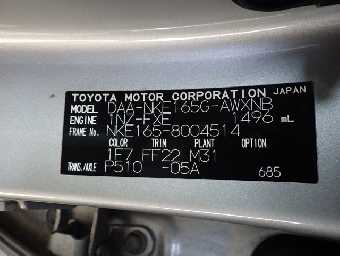 TOYOTA MOTOR CORPORATION JAPAN
MODEL DAA-NKE165G-AWXNB
ENGINE 1NZ-FXE 1496 mL
FRAME No. NKE165-8004514
COLOR TRIM PLANT OPTION
1F7 FF22 M31
TRANS./AXLE P510 -05A 685